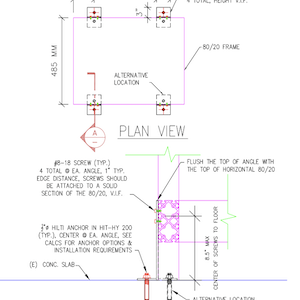 4 TOTAL, HEIGHT V.I.F.
3"
485 MM
80/20 FRAME
ALTERNATIVE
LOCATION
A
PLAN VIEW
#8-18 SCREW (TYP.)
4 TOTAL @ EA. ANGLE, 1" TYP.
EDGE DISTANCE, SCREWS SHOULD
BE ATTACHED TO A SOLID
SECTION OF THE 80/20, V.I.F.
FLUSH THE TOP OF ANGLE WITH
THE TOP OF HORIZONTAL 80/20
HILTI ANCHOR IN HIT-HY 200
(TYP.), CENTER @ EA. ANGLE, SEE
CALCS FOR ANCHOR OPTIONS &
INSTALLATION REQUIREMENTS
8.5" MAX
CENTER OF SCREWS TO FLOOR
(E) CONC. SLAB
ALTERNATIVE LOCATION